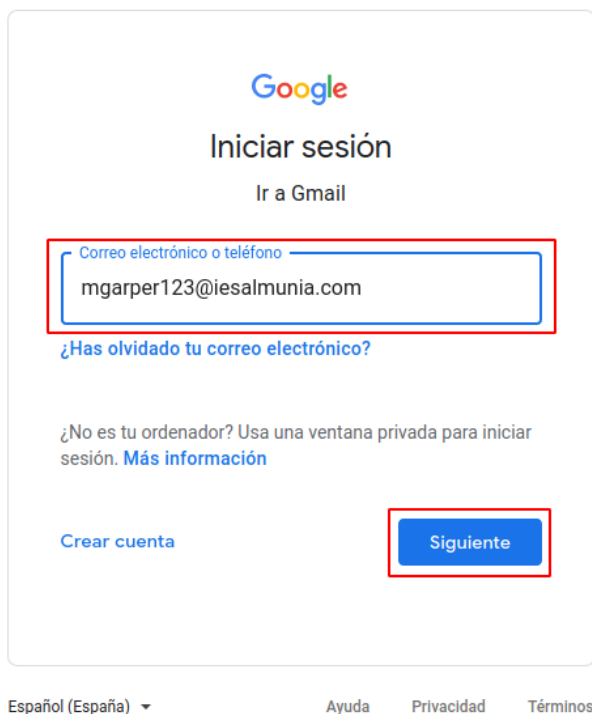 Google
Iniciar sesión
Ir a Gmail
Correo electrónico o teléfono
mgarper123@iesalmunia.com
¿Has olvidado tu correo electrónico?
¿No es tu ordenador? Usa una ventana privada para iniciar
sesión. Más información
Crear cuenta
Siguiente
Español (España)
Ayuda
Privacidad
Términos